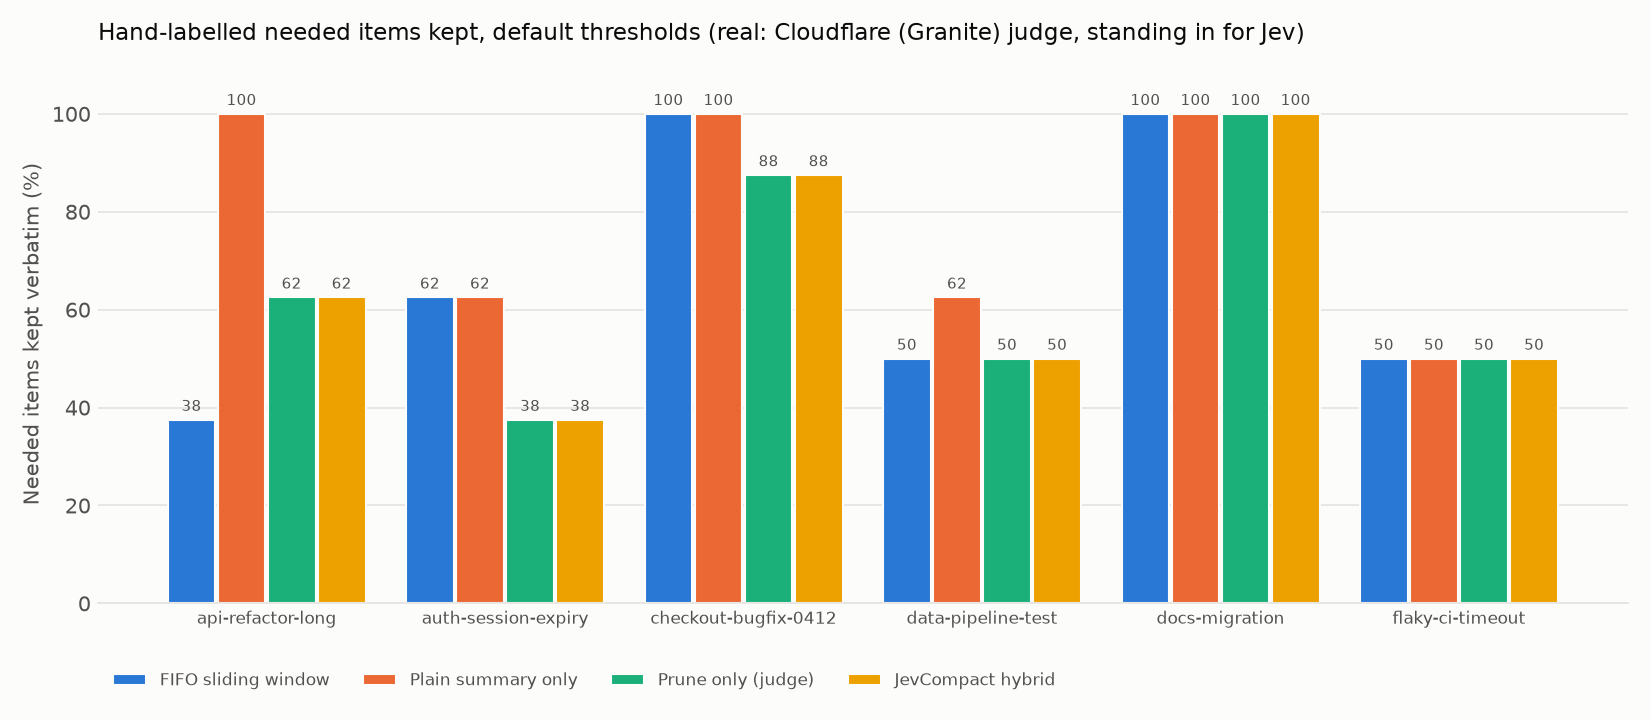 Hand-labelled needed items kept, default thresholds (real: Cloudflare (Granite) judge, standing in for Jev)
Needed items kept verbatim (%)
100
80
60
40
20
0
38 100 62 62
62 62 38 38
100 100 88 88
50 62 50 50
100 100 100 100
50 50 50 50
api-refactor-long auth-session-expiry checkout-bugfix-0412 data-pipeline-test docs-migration flaky-ci-timeout
FIFO sliding window Plain summary only Prune only (judge) JevCompact hybrid